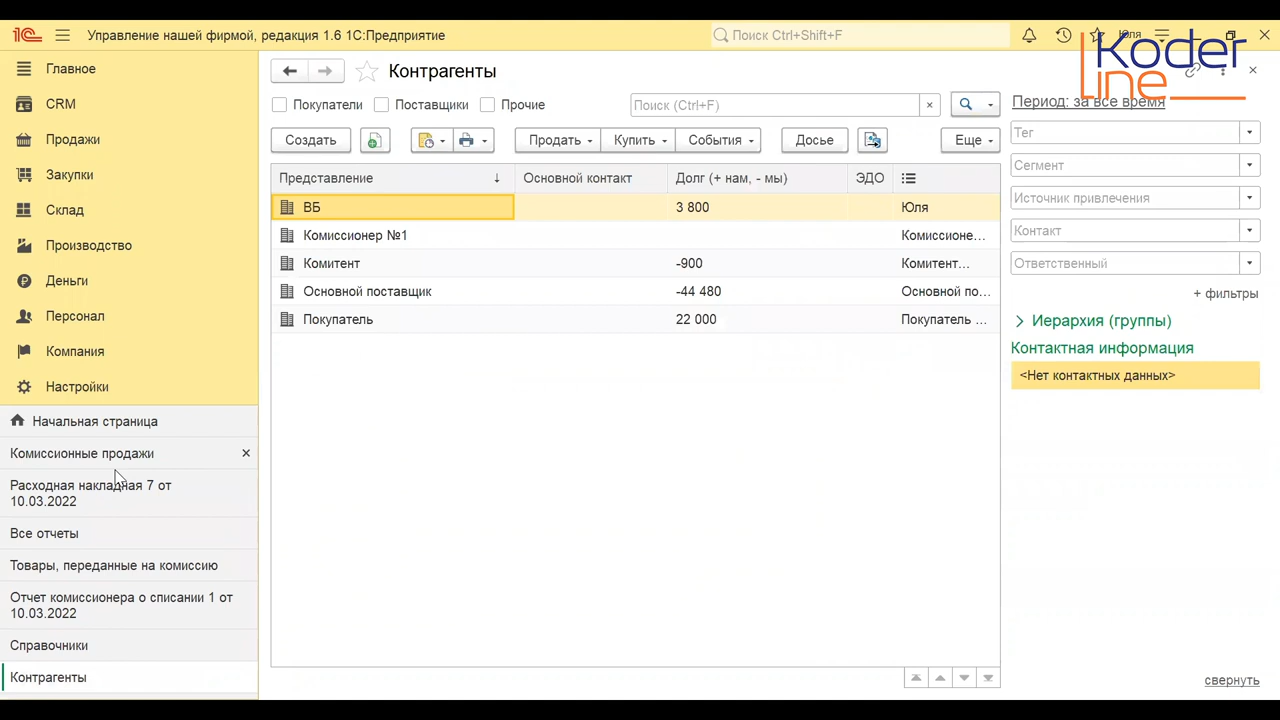 1С Управление нашей фирмой, редакция 1.6 1С:Предприятие Поиск Ctrl+Shift+F Юля
Koder
line
Главное
CRM
Продажи
Закупки
Склад
Производство
Деньги
Персонал
Компания
Настройки
Начальная страница
Комиссионные продажи
Расходная накладная 7 от
10.03.2022
Все отчеты
Товары, переданные на комиссию
Отчет комиссионера о списании 1 от
10.03.2022
Справочники
Контрагенты
Контрагенты
Покупатели Поставщики Прочие Поиск (Ctrl+F)
Создать Продать Купить События Досье Еще
Представление Основной контакт Долг (+ нам, - мы) ЭДО
ВБ 3 800 Юля
Комиссионер №1 Комиссионе...
Комитент -900 Комитент...
Основной поставщик -44 480 Основной по...
Покупатель 22 000 Покупатель ...
Период: за все время
Тег
Сегмент
Источник привлечения
Контакт
Ответственный
+ фильтры
Иерархия (группы)
Контактная информация
<Нет контактных данных>
свернуть